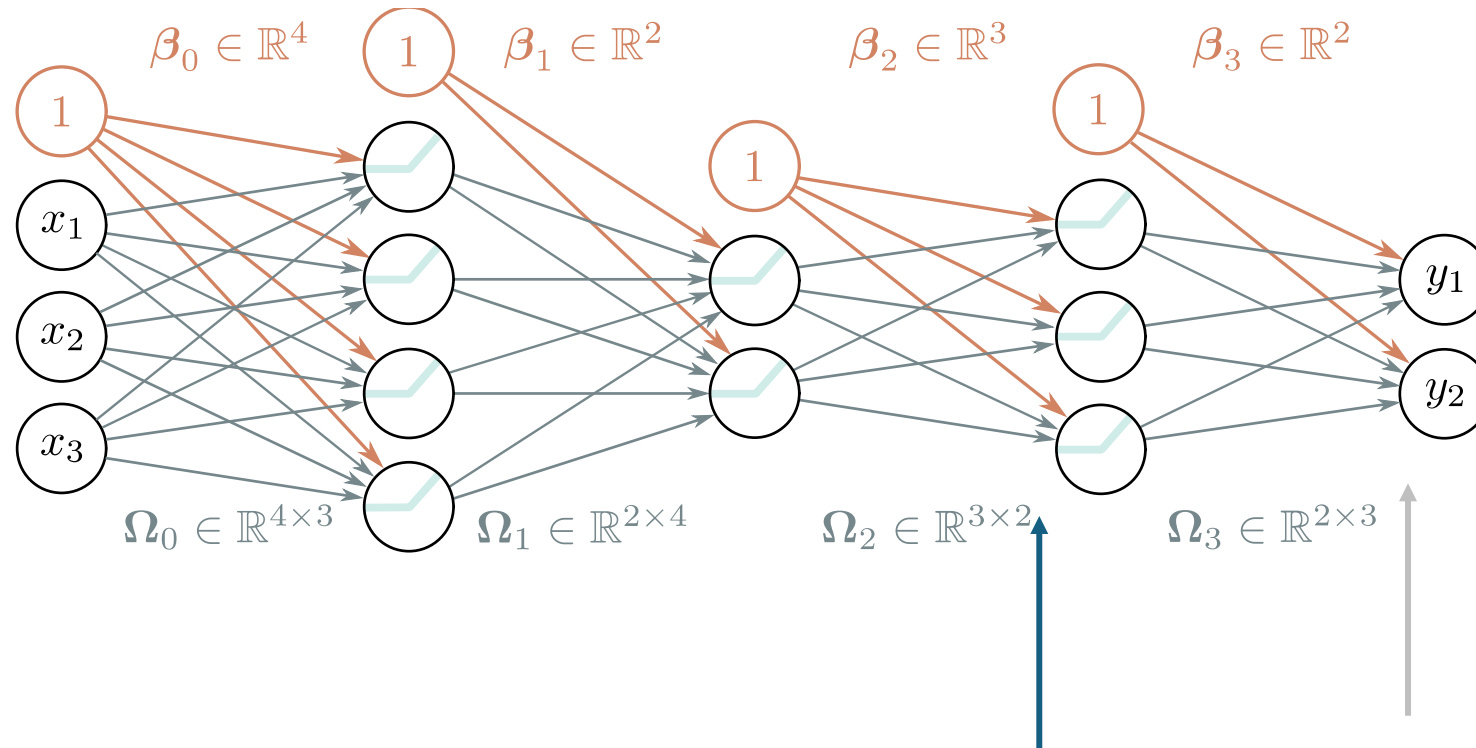 β₀ ∈ ℝ⁴
β₁ ∈ ℝ²
β₂ ∈ ℝ³
β₃ ∈ ℝ²
1
1
1
1
x₁
x₂
x₃
y₁
y₂
Ω₀ ∈ ℝ⁴ˣ³
Ω₁ ∈ ℝ²ˣ⁴
Ω₂ ∈ ℝ³ˣ²
Ω₃ ∈ ℝ²ˣ³